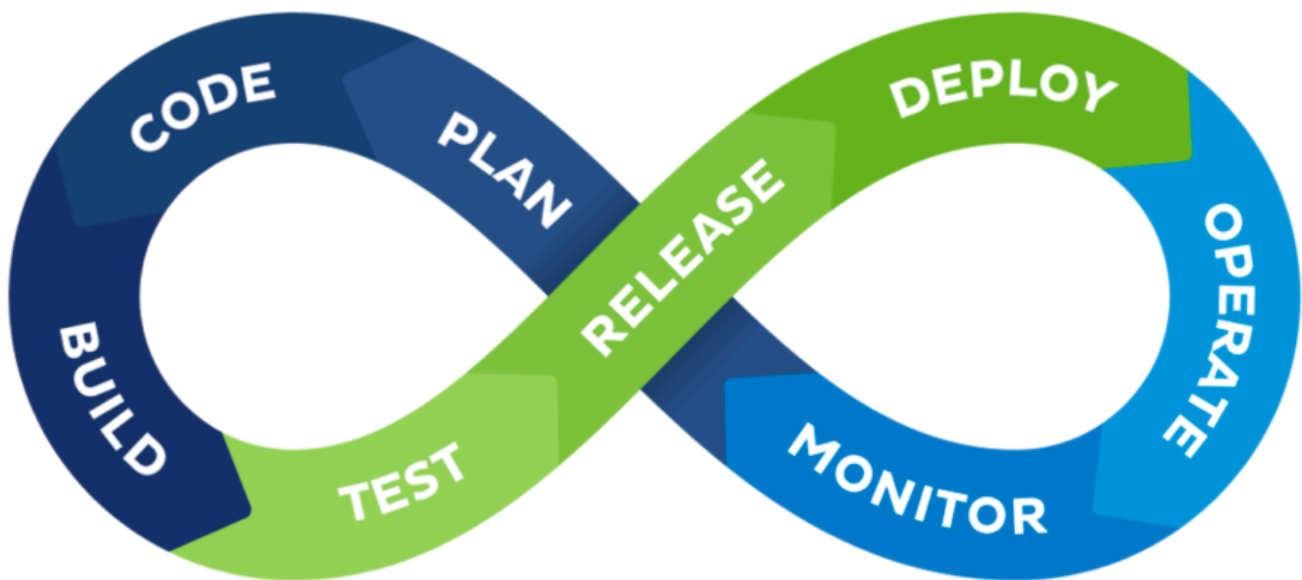 PLAN
CODE
BUILD
TEST
RELEASE
DEPLOY
OPERATE
MONITOR